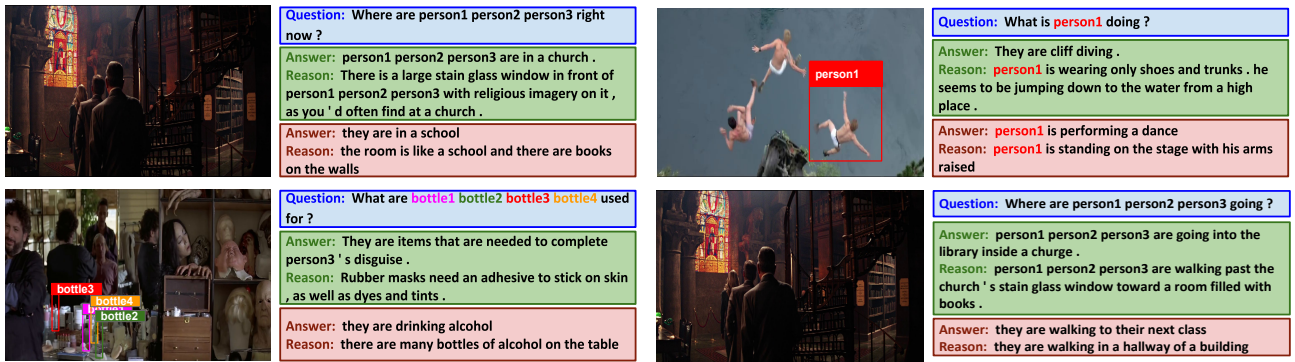 Question: Where are person1 person2 person3 right
now ?
Answer: person1 person2 person3 are in a church .
Reason: There is a large stain glass window in front of
person1 person2 person3 with religious imagery on it ,
as you ' d often find at a church .
Answer: they are in a school
Reason: the room is like a school and there are books
on the walls
person1
Question: What is person1 doing ?
Answer: They are cliff diving .
Reason: person1 is wearing only shoes and trunks . he
seems to be jumping down to the water from a high
place .
Answer: person1 is performing a dance
Reason: person1 is standing on the stage with his arms
raised
bottle3
bottle4
bottle2
Question: What are bottle1 bottle2 bottle3 bottle4 used
for ?
Answer: They are items that are needed to complete
person3 ' s disguise .
Reason: Rubber masks need an adhesive to stick on skin
, as well as dyes and tints .
Answer: they are drinking alcohol
Reason: there are many bottles of alcohol on the table
Question: Where are person1 person2 person3 going ?
Answer: person1 person2 person3 are going into the
library inside a churge .
Reason: person1 person2 person3 are walking past the
church ' s stain glass window toward a room filled with
books .
Answer: they are walking to their next class
Reason: they are walking in a hallway of a building